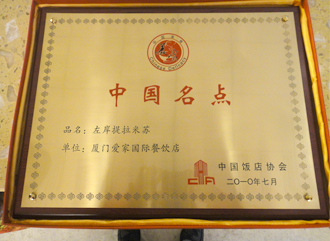 中国名点
品名：左岸提拉米苏
单位：厦门爱家国际餐饮店
中国饭店协会
二〇一〇年七月